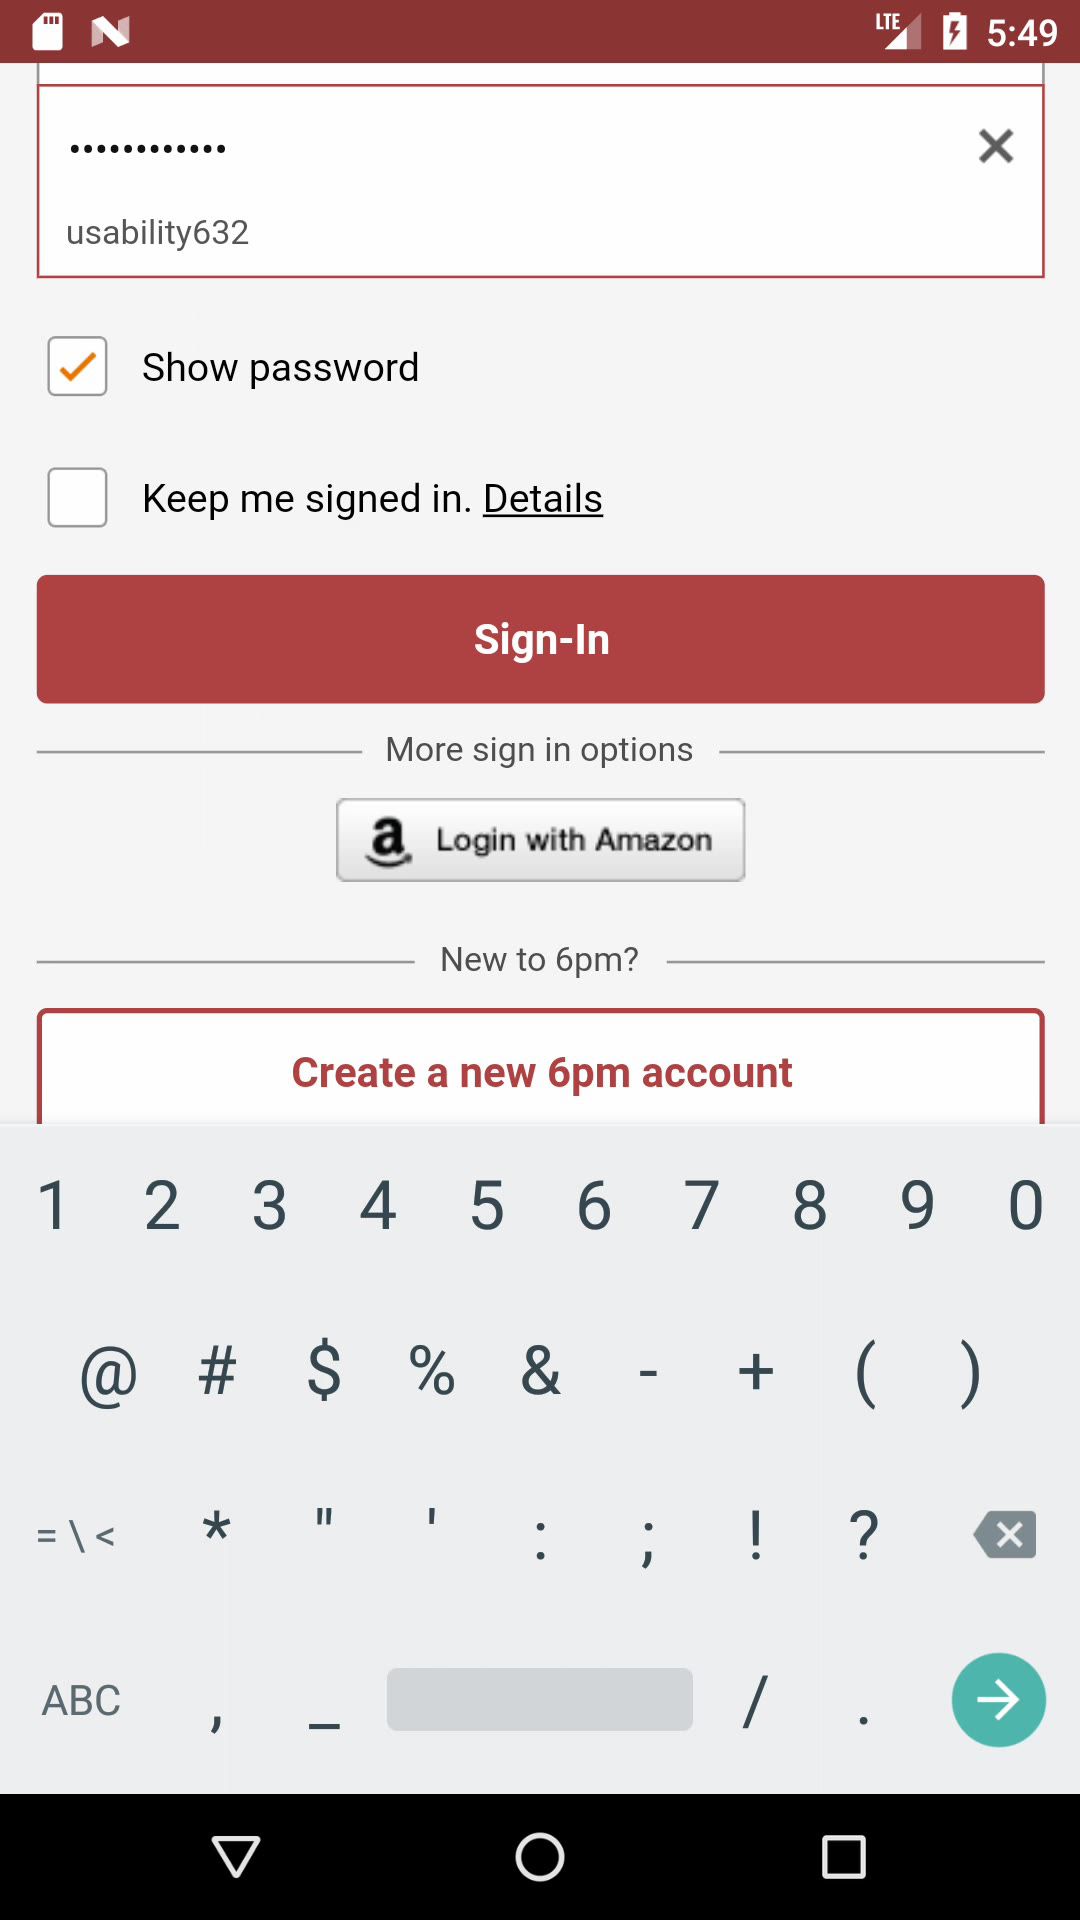 LTE 5:49
••••••••••••
usability632
Show password
Keep me signed in. Details
Sign-In
More sign in options
a Login with Amazon
New to 6pm?
Create a new 6pm account
1 2 3 4 5 6 7 8 9 0
@ # $ % & - + ( )
= \ < * " ' : ; ! ?
ABC , _ / .